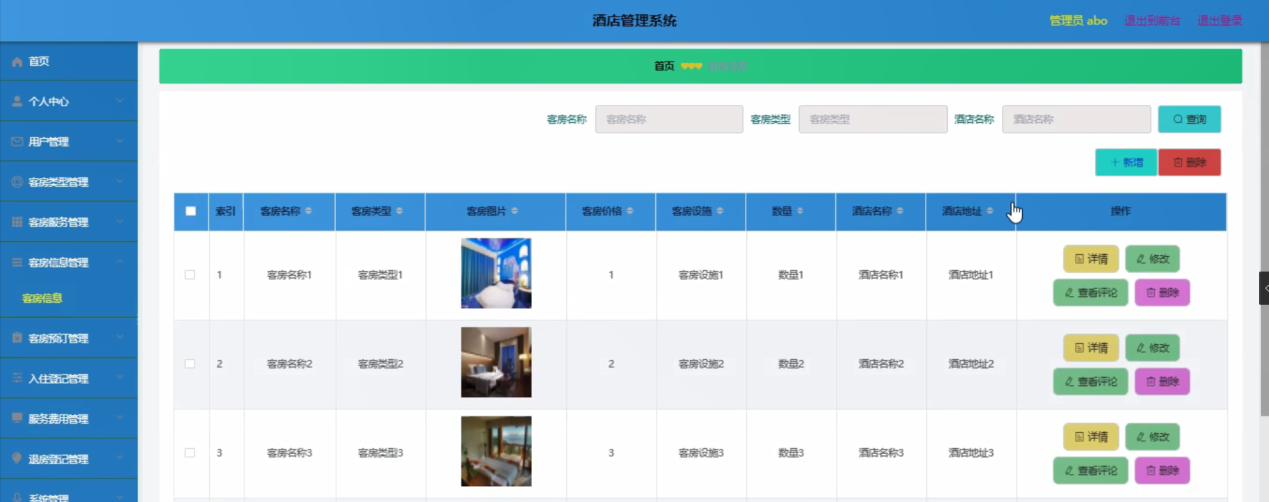 酒店管理系统
管理员 abo 退出到前台 退出登录
首页
个人中心
用户管理
客房类型管理
客房服务管理
客房信息管理
客房信息
客房预订管理
入住登记管理
服务费用管理
退房登记管理
系统管理
首页 客房信息
客房名称 客房名称 客房类型 客房类型 酒店名称 酒店名称 查询
新增 删除
索引 客房名称 客房类型 客房图片 客房价格 客房设施 数量 酒店名称 酒店地址 操作
1 客房名称1 客房类型1 1 客房设施1 数量1 酒店名称1 酒店地址1 详情 修改
查看评论 删除
2 客房名称2 客房类型2 2 客房设施2 数量2 酒店名称2 酒店地址2 详情 修改
查看评论 删除
3 客房名称3 客房类型3 3 客房设施3 数量3 酒店名称3 酒店地址3 详情 修改
查看评论 删除